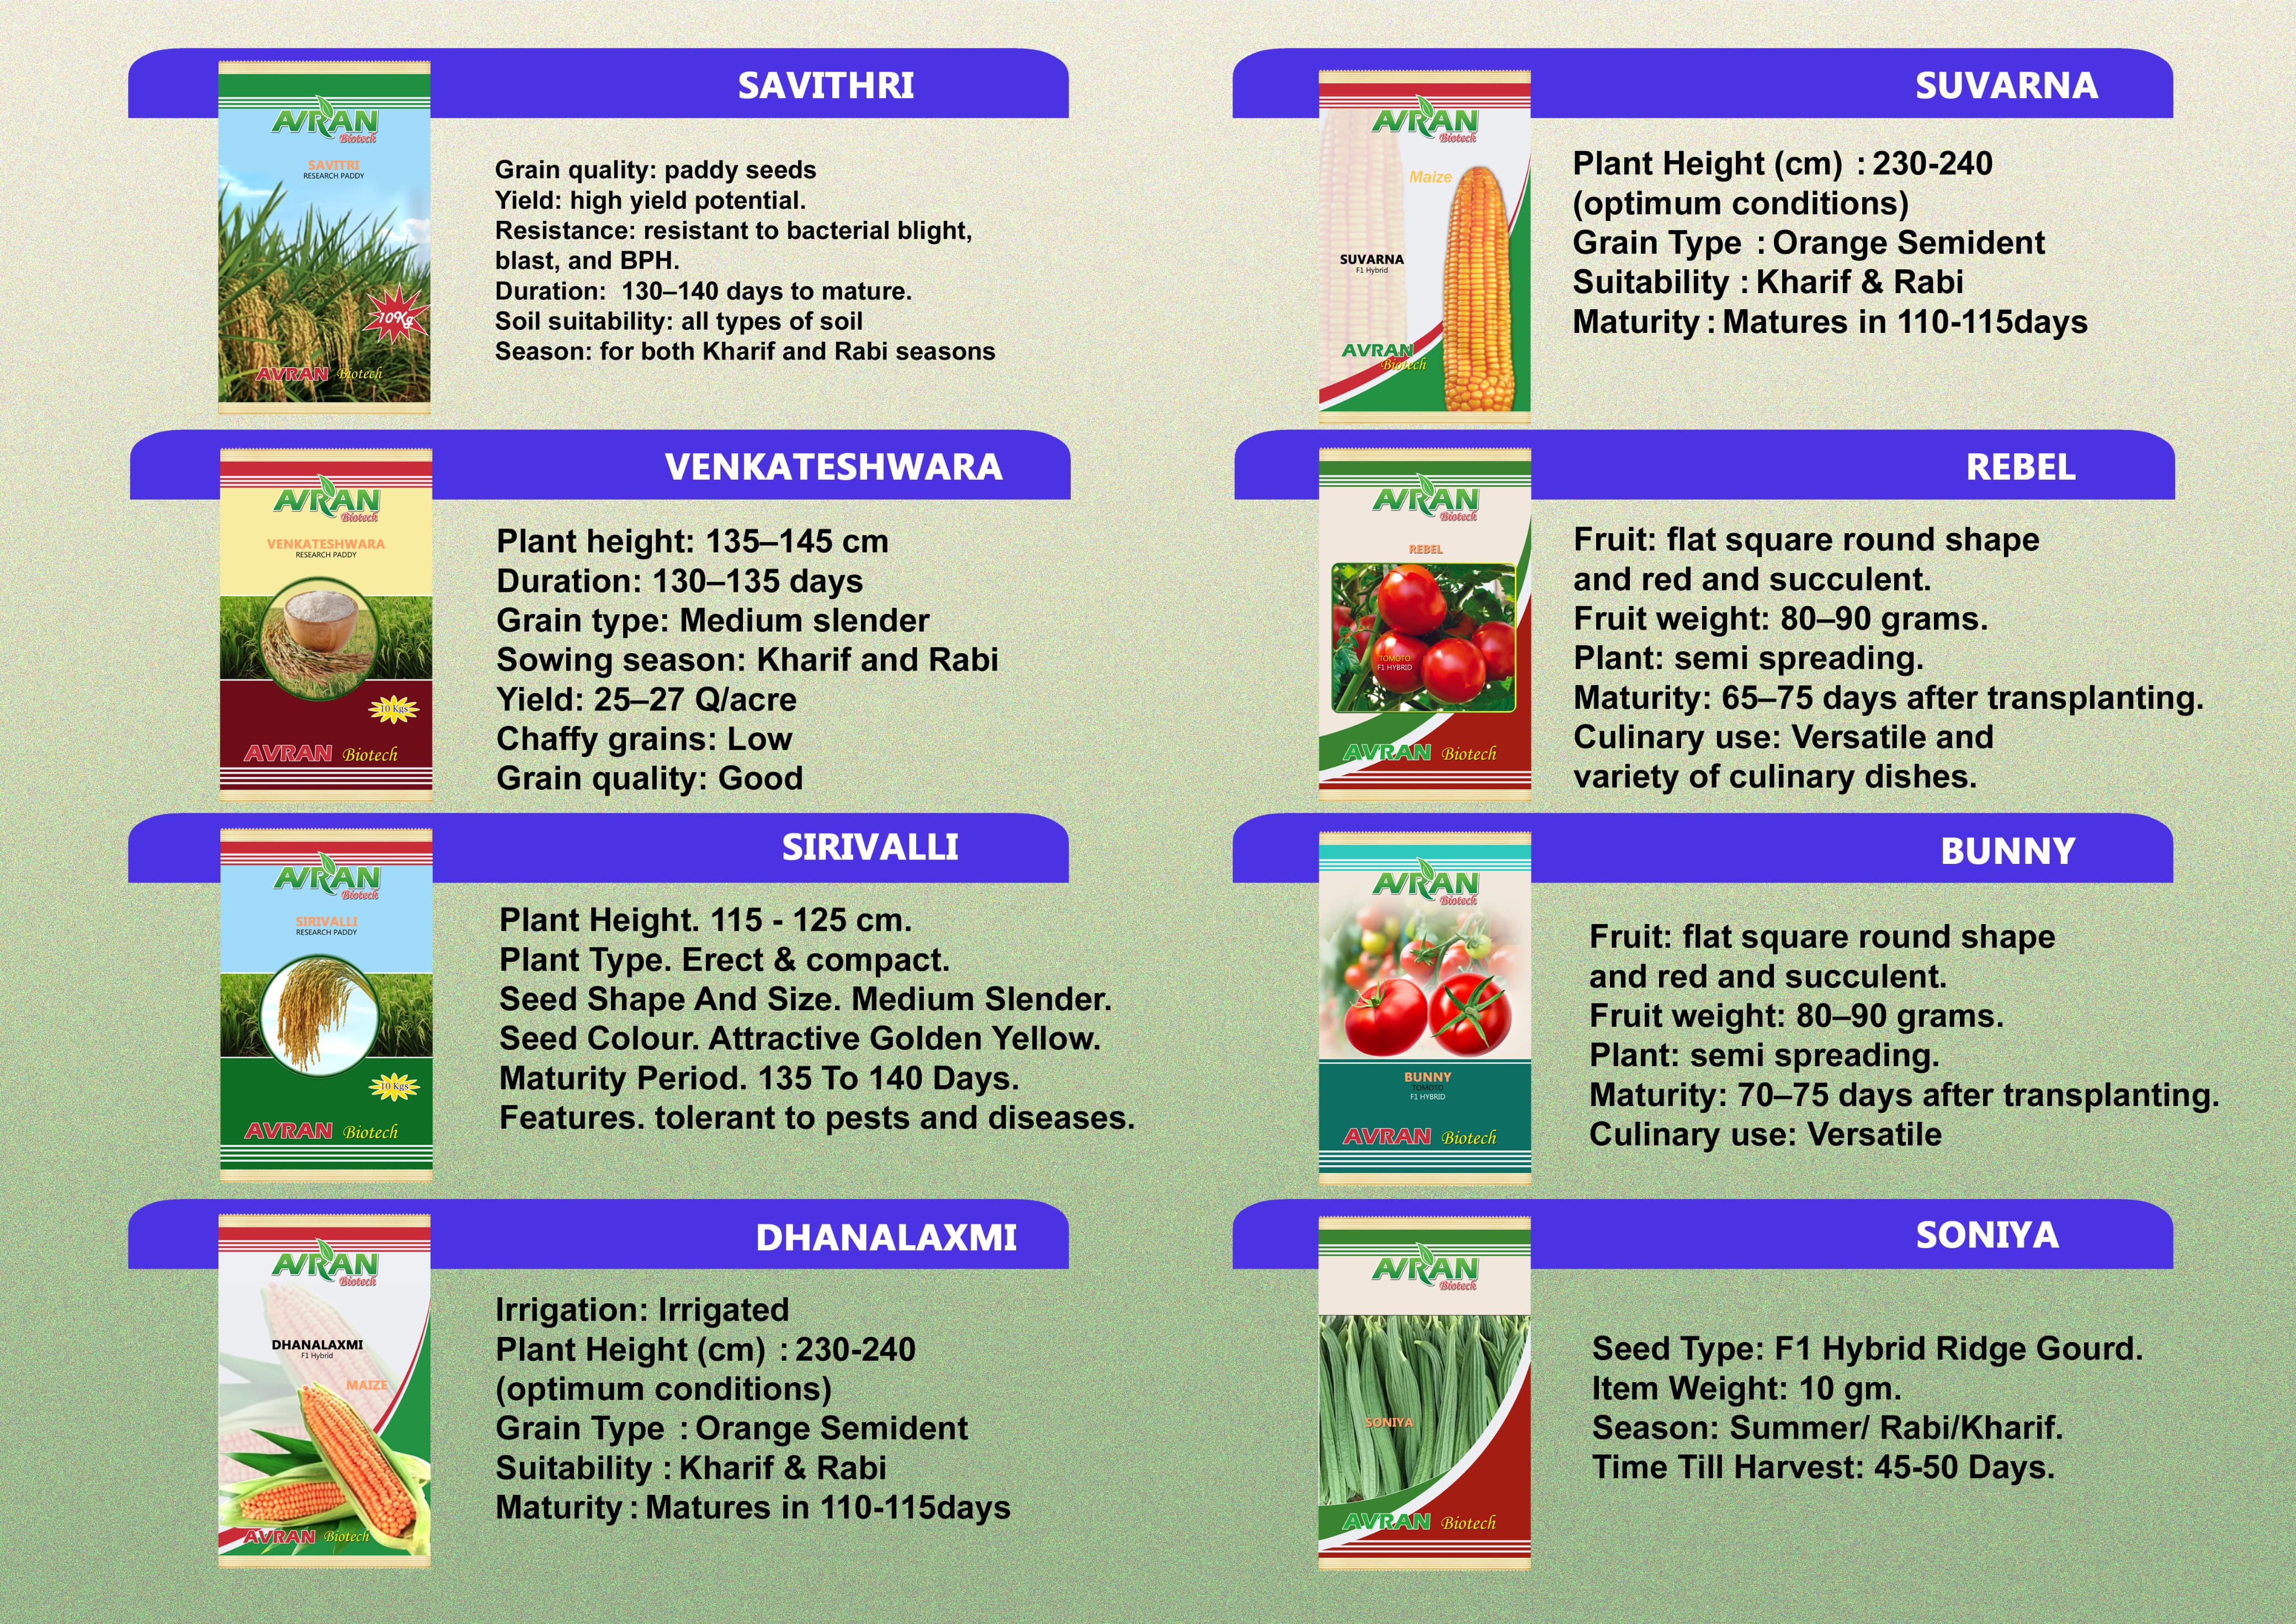 SAVITHRI
AVRAN
Biotech
SAVITRI
RESEARCH PADDY
10Kg
AVRAN Biotech
Grain quality: paddy seeds
Yield: high yield potential.
Resistance: resistant to bacterial blight,
blast, and BPH.
Duration:  130–140 days to mature.
Soil suitability: all types of soil
Season: for both Kharif and Rabi seasons
VENKATESHWARA
AVRAN
Biotech
VENKATESHWARA
RESEARCH PADDY
10 Kgs
AVRAN Biotech
Plant height: 135–145 cm
Duration: 130–135 days
Grain type: Medium slender
Sowing season: Kharif and Rabi
Yield: 25–27 Q/acre
Chaffy grains: Low
Grain quality: Good
SIRIVALLI
AVRAN
Biotech
SIRIVALLI
RESEARCH PADDY
10 Kgs
AVRAN Biotech
Plant Height. 115 - 125 cm.
Plant Type. Erect & compact.
Seed Shape And Size. Medium Slender.
Seed Colour. Attractive Golden Yellow.
Maturity Period. 135 To 140 Days.
Features. tolerant to pests and diseases.
DHANALAXMI
AVRAN
Biotech
DHANALAXMI
F1 Hybrid
MAIZE
AVRAN Biotech
Irrigation: Irrigated
Plant Height (cm) : 230-240
(optimum conditions)
Grain Type : Orange Semident
Suitability : Kharif & Rabi
Maturity : Matures in 110-115days
SUVARNA
AVRAN
Biotech
Maize
SUVARNA
F1 Hybrid
AVRAN
Biotech
Plant Height (cm) : 230-240
(optimum conditions)
Grain Type : Orange Semident
Suitability : Kharif & Rabi
Maturity : Matures in 110-115days
REBEL
AVRAN
Biotech
REBEL
TOMOTO
F1 HYBRID
AVRAN Biotech
Fruit: flat square round shape
and red and succulent.
Fruit weight: 80–90 grams.
Plant: semi spreading.
Maturity: 65–75 days after transplanting.
Culinary use: Versatile and
variety of culinary dishes.
BUNNY
AVRAN
Biotech
BUNNY
TOMOTO
F1 HYBRID
AVRAN Biotech
Fruit: flat square round shape
and red and succulent.
Fruit weight: 80–90 grams.
Plant: semi spreading.
Maturity: 70–75 days after transplanting.
Culinary use: Versatile
SONIYA
AVRAN
Biotech
SONIYA
AVRAN Biotech
Seed Type: F1 Hybrid Ridge Gourd.
Item Weight: 10 gm.
Season: Summer/ Rabi/Kharif.
Time Till Harvest: 45-50 Days.